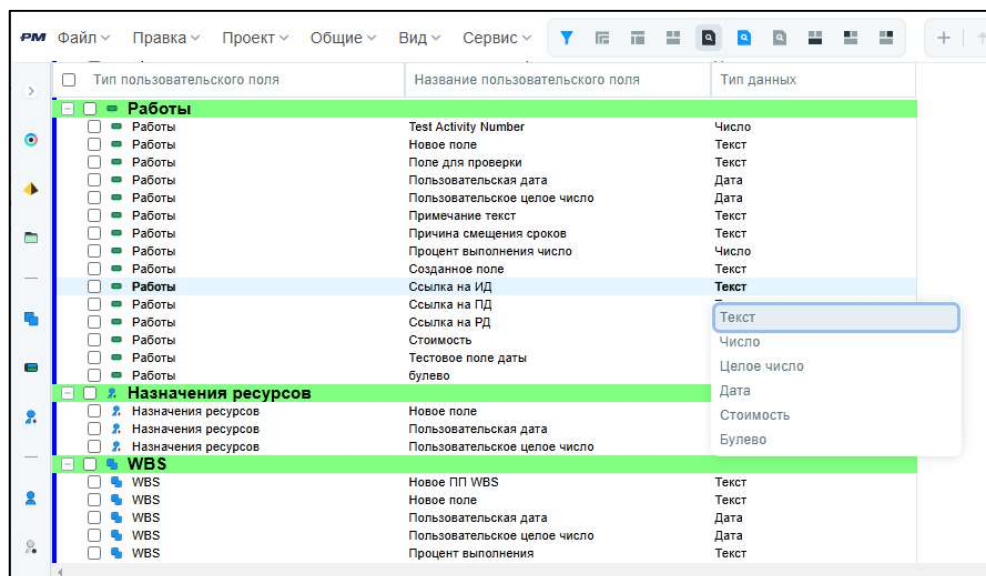 PM Файл Правка Проект Общие Вид Сервис
Тип пользовательского поля Название пользовательского поля Тип данных
Работы
Работы Test Activity Number Число
Работы Новое поле Текст
Работы Поле для проверки Текст
Работы Пользовательская дата Дата
Работы Пользовательское целое число Дата
Работы Примечание текст Текст
Работы Причина смещения сроков Текст
Работы Процент выполнения число Число
Работы Созданное поле Текст
Работы Ссылка на ИД Текст
Работы Ссылка на ПД
Работы Ссылка на РД
Работы Стоимость
Работы Тестовое поле даты
Работы булево
Текст
Число
Целое число
Дата
Стоимость
Булево
Назначения ресурсов
Назначения ресурсов Новое поле
Назначения ресурсов Пользовательская дата
Назначения ресурсов Пользовательское целое число
WBS
WBS Новое ПП WBS Текст
WBS Новое поле Текст
WBS Пользовательская дата Дата
WBS Пользовательское целое число Дата
WBS Процент выполнения Текст